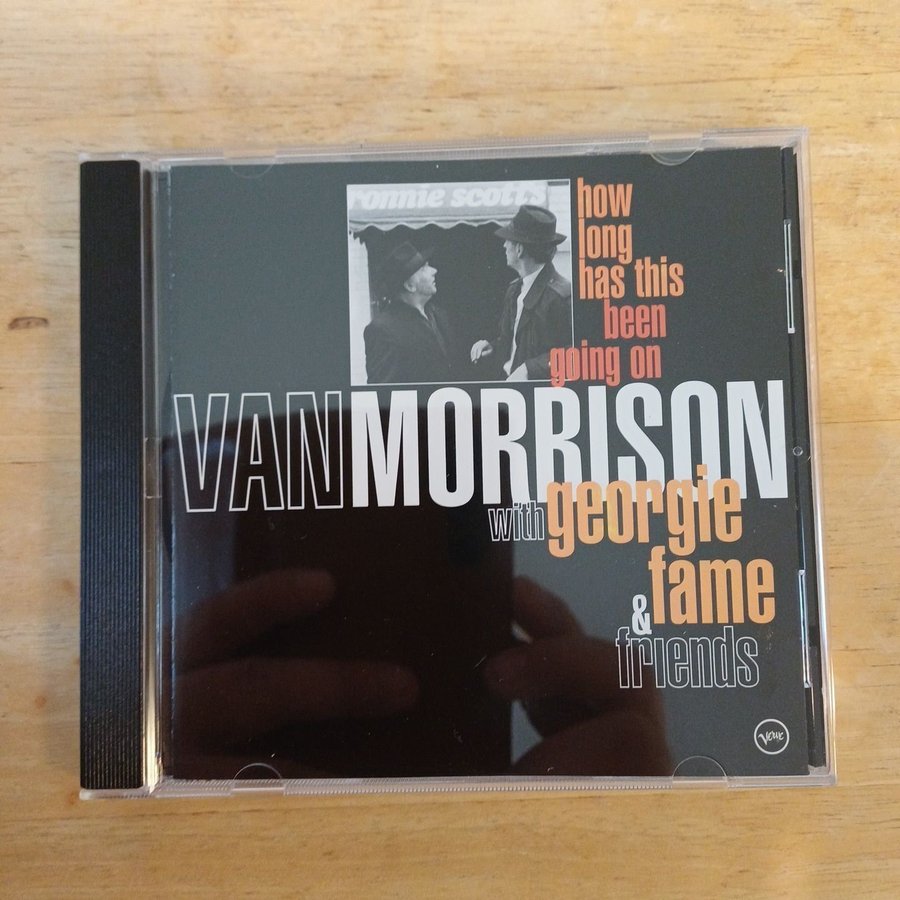 ronnie scotts
how
long
has this
been
going on
VAN MORRISON
with georgie
fame
& friends
Verve